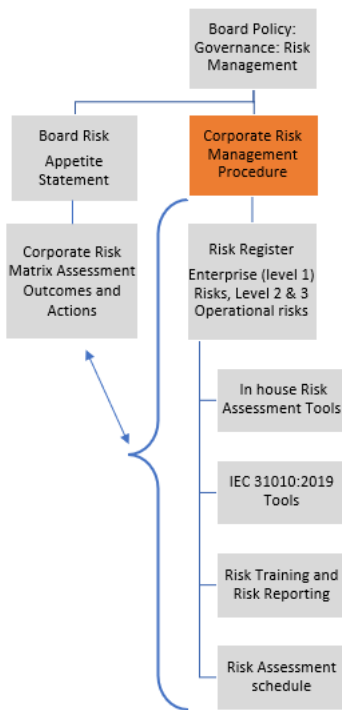 Board Policy:
Governance: Risk
Management
Board Risk
Appetite
Statement
Corporate Risk
Management
Procedure
Corporate Risk
Matrix Assessment
Outcomes and
Actions
Risk Register
Enterprise (level 1)
Risks, Level 2 & 3
Operational risks
In house Risk
Assessment Tools
IEC 31010:2019
Tools
Risk Training and
Risk Reporting
Risk Assessment
schedule